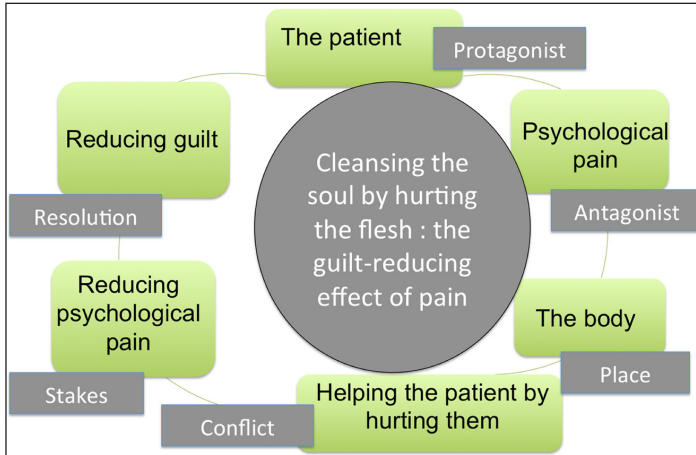 The patient
Protagonist
Psychological
pain
Antagonist
The body
Place
Helping the patient by
hurting them
Conflict
Reducing
psychological
pain
Stakes
Reducing guilt
Resolution
Cleansing the
soul by hurting
the flesh : the
guilt-reducing
effect of pain